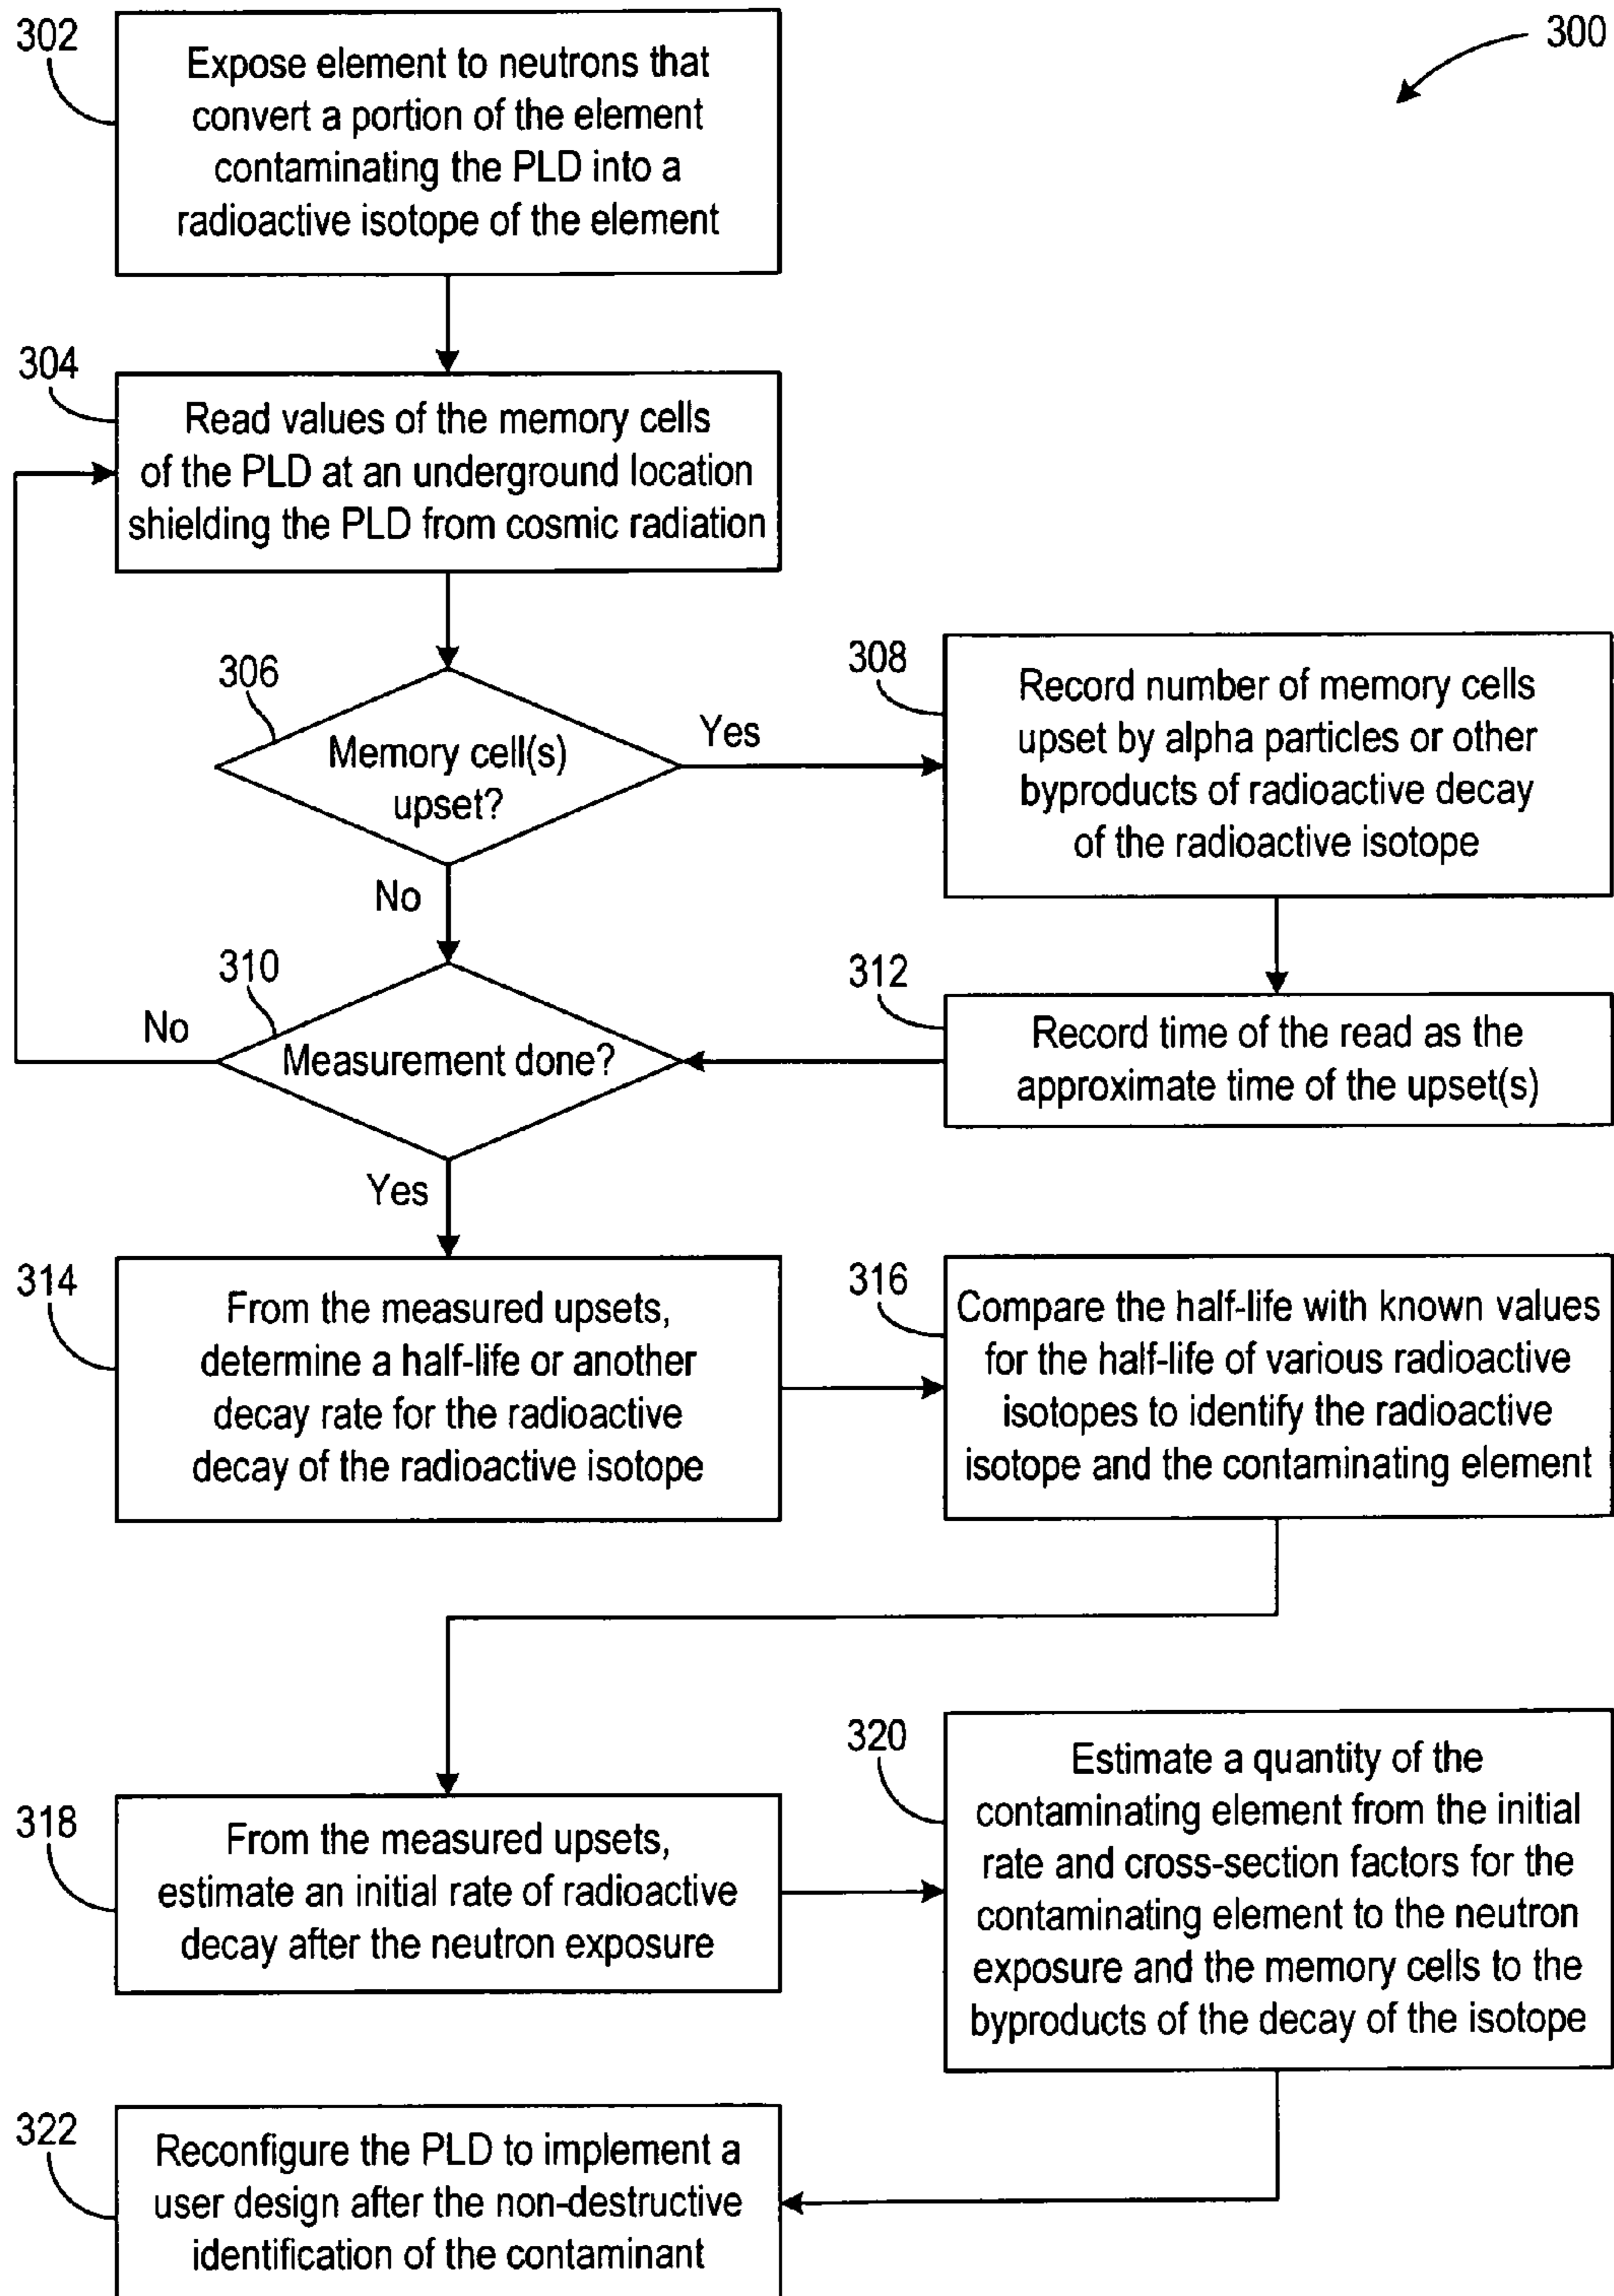 300
302
Expose element to neutrons that
convert a portion of the element
contaminating the PLD into a
radioactive isotope of the element
304
Read values of the memory cells
of the PLD at an underground location
shielding the PLD from cosmic radiation
306
Memory cell(s)
upset?
Yes
No
308
Record number of memory cells
upset by alpha particles or other
byproducts of radioactive decay
of the radioactive isotope
310
Measurement done?
No
Yes
312
Record time of the read as the
approximate time of the upset(s)
314
From the measured upsets,
determine a half-life or another
decay rate for the radioactive
decay of the radioactive isotope
316
Compare the half-life with known values
for the half-life of various radioactive
isotopes to identify the radioactive
isotope and the contaminating element
318
From the measured upsets,
estimate an initial rate of radioactive
decay after the neutron exposure
320
Estimate a quantity of the
contaminating element from the initial
rate and cross-section factors for the
contaminating element to the neutron
exposure and the memory cells to the
byproducts of the decay of the isotope
322
Reconfigure the PLD to implement a
user design after the non-destructive
identification of the contaminant